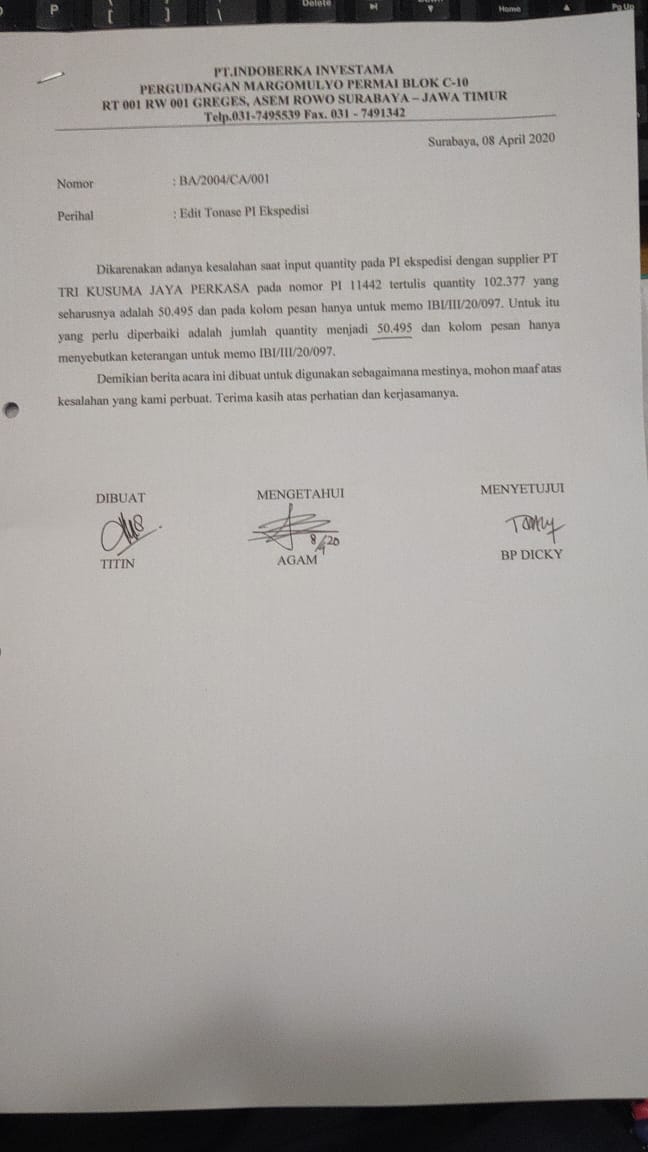 P
[
]
\
Delete
Home
Pg Up
PT.INDOBERKA INVESTAMA
PERGUDANGAN MARGOMULYO PERMAI BLOK C-10
RT 001 RW 001 GREGES, ASEM ROWO SURABAYA – JAWA TIMUR
Telp.031-7495539 Fax. 031 - 7491342
Surabaya, 08 April 2020
Nomor : BA/2004/CA/001
Perihal : Edit Tonase PI Ekspedisi
Dikarenakan adanya kesalahan saat input quantity pada PI ekspedisi dengan supplier PT
TRI KUSUMA JAYA PERKASA pada nomor PI 11442 tertulis quantity 102.377 yang
seharusnya adalah 50.495 dan pada kolom pesan hanya untuk memo IBI/III/20/097. Untuk itu
yang perlu diperbaiki adalah jumlah quantity menjadi 50.495 dan kolom pesan hanya
menyebutkan keterangan untuk memo IBI/III/20/097.
Demikian berita acara ini dibuat untuk digunakan sebagaimana mestinya, mohon maaf atas
kesalahan yang kami perbuat. Terima kasih atas perhatian dan kerjasamanya.
DIBUAT MENGETAHUI MENYETUJUI
Tomy
8/4/20
TITIN AGAM BP DICKY